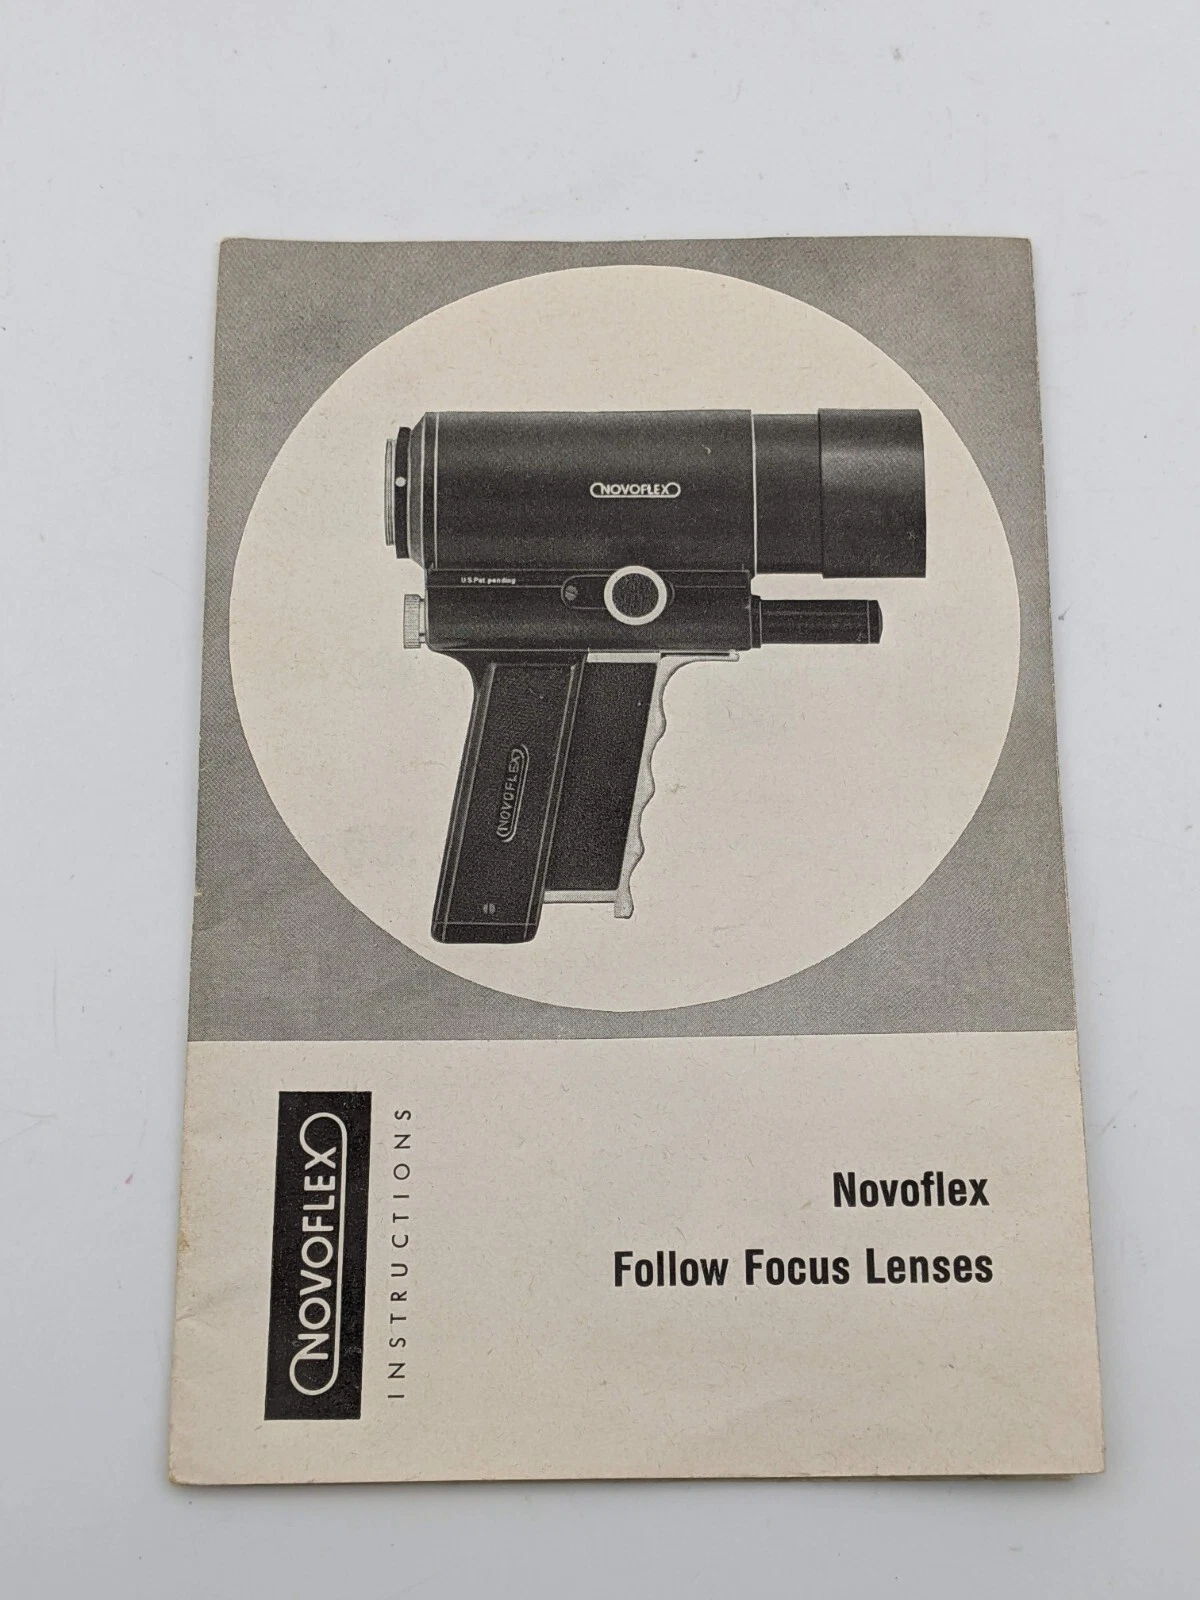 NOVOFLEX
U.S.Pat. pending
NOVOFLEX
NOVOFLEX
INSTRUCTIONS
Novoflex
Follow Focus Lenses